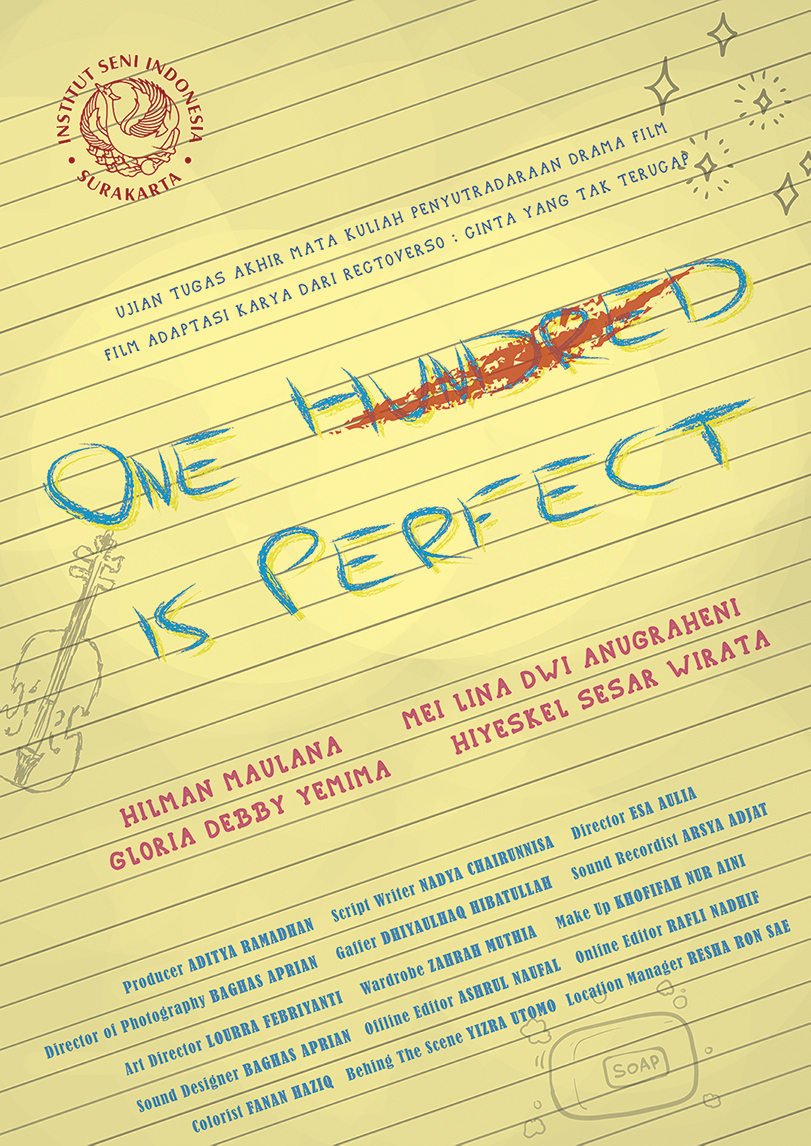 INSTITUT SENI INDONESIA
• SURAKARTA •
UJIAN TUGAS AKHIR MATA KULIAH PENYUTRADARAAN DRAMA FILM
FILM ADAPTASI KARYA DARI RECTOVERSO : CINTA YANG TAK TERUCAP
ONE HUNDRED
IS PERFECT
HILMAN MAULANA MEI LINA DWI ANUGRAHENI
GLORIA DEBBY YEMIMA HIYESKEL SESAR WIRATA
Producer ADITYA RAMADHAN Script Writer NADYA CHAIRUNNISA Director ESA AULIA
Director of Photography BAGHAS APRIAN Gaffer DHIYAULHAQ HIBATULLAH Sound Recordist ARSYA ADJAT
Art Director LOURRA FEBRIYANTI Wardrobe ZAHRAH MUTHIA Make Up KHOFIFAH NUR AINI
Sound Designer BAGHAS APRIAN Offline Editor ASHRUL NAUFAL Online Editor RAFLI NADHIF
Colorist FANAN HAZIQ Behing The Scene YIZRA UTOMO Location Manager RESHA RON SAE
SOAP